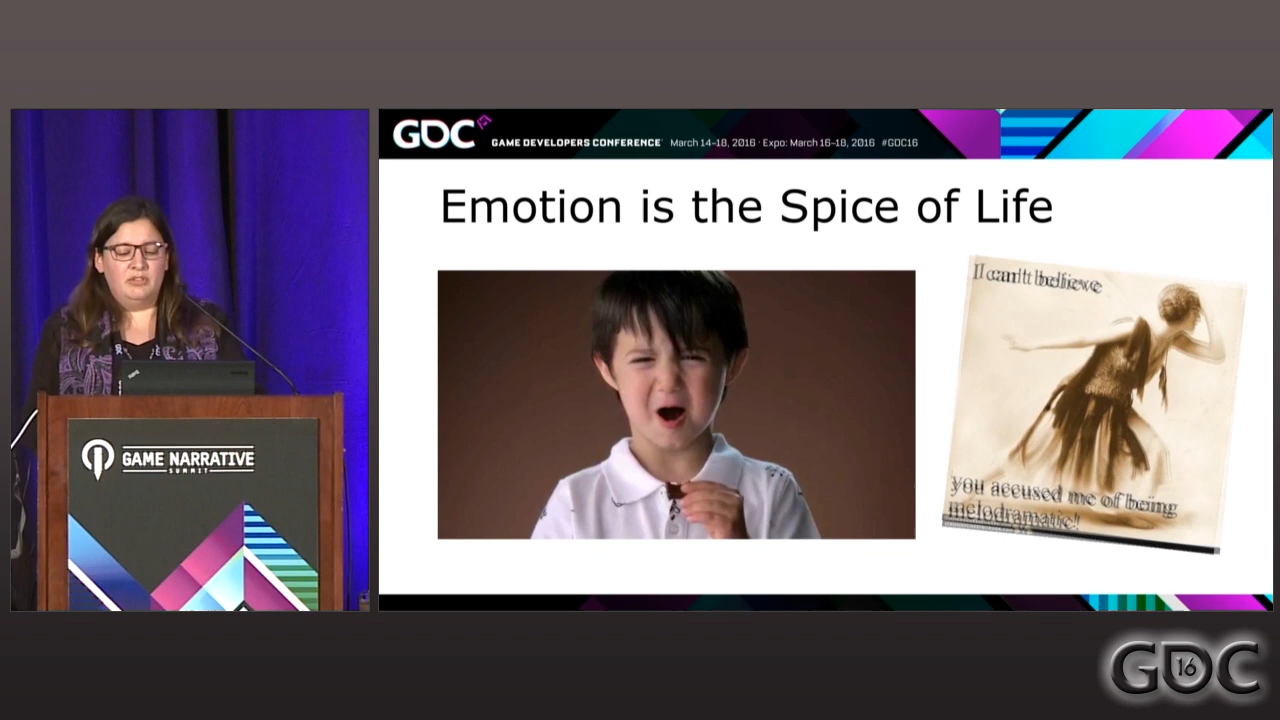 GDC
GAME DEVELOPERS CONFERENCE March 14-18, 2016 · Expo: March 16-18, 2016 #GDC16
Emotion is the Spice of Life
I can't believe
you accused me of being
melodramatic!
GAME NARRATIVE
SUMMIT
GDC
16